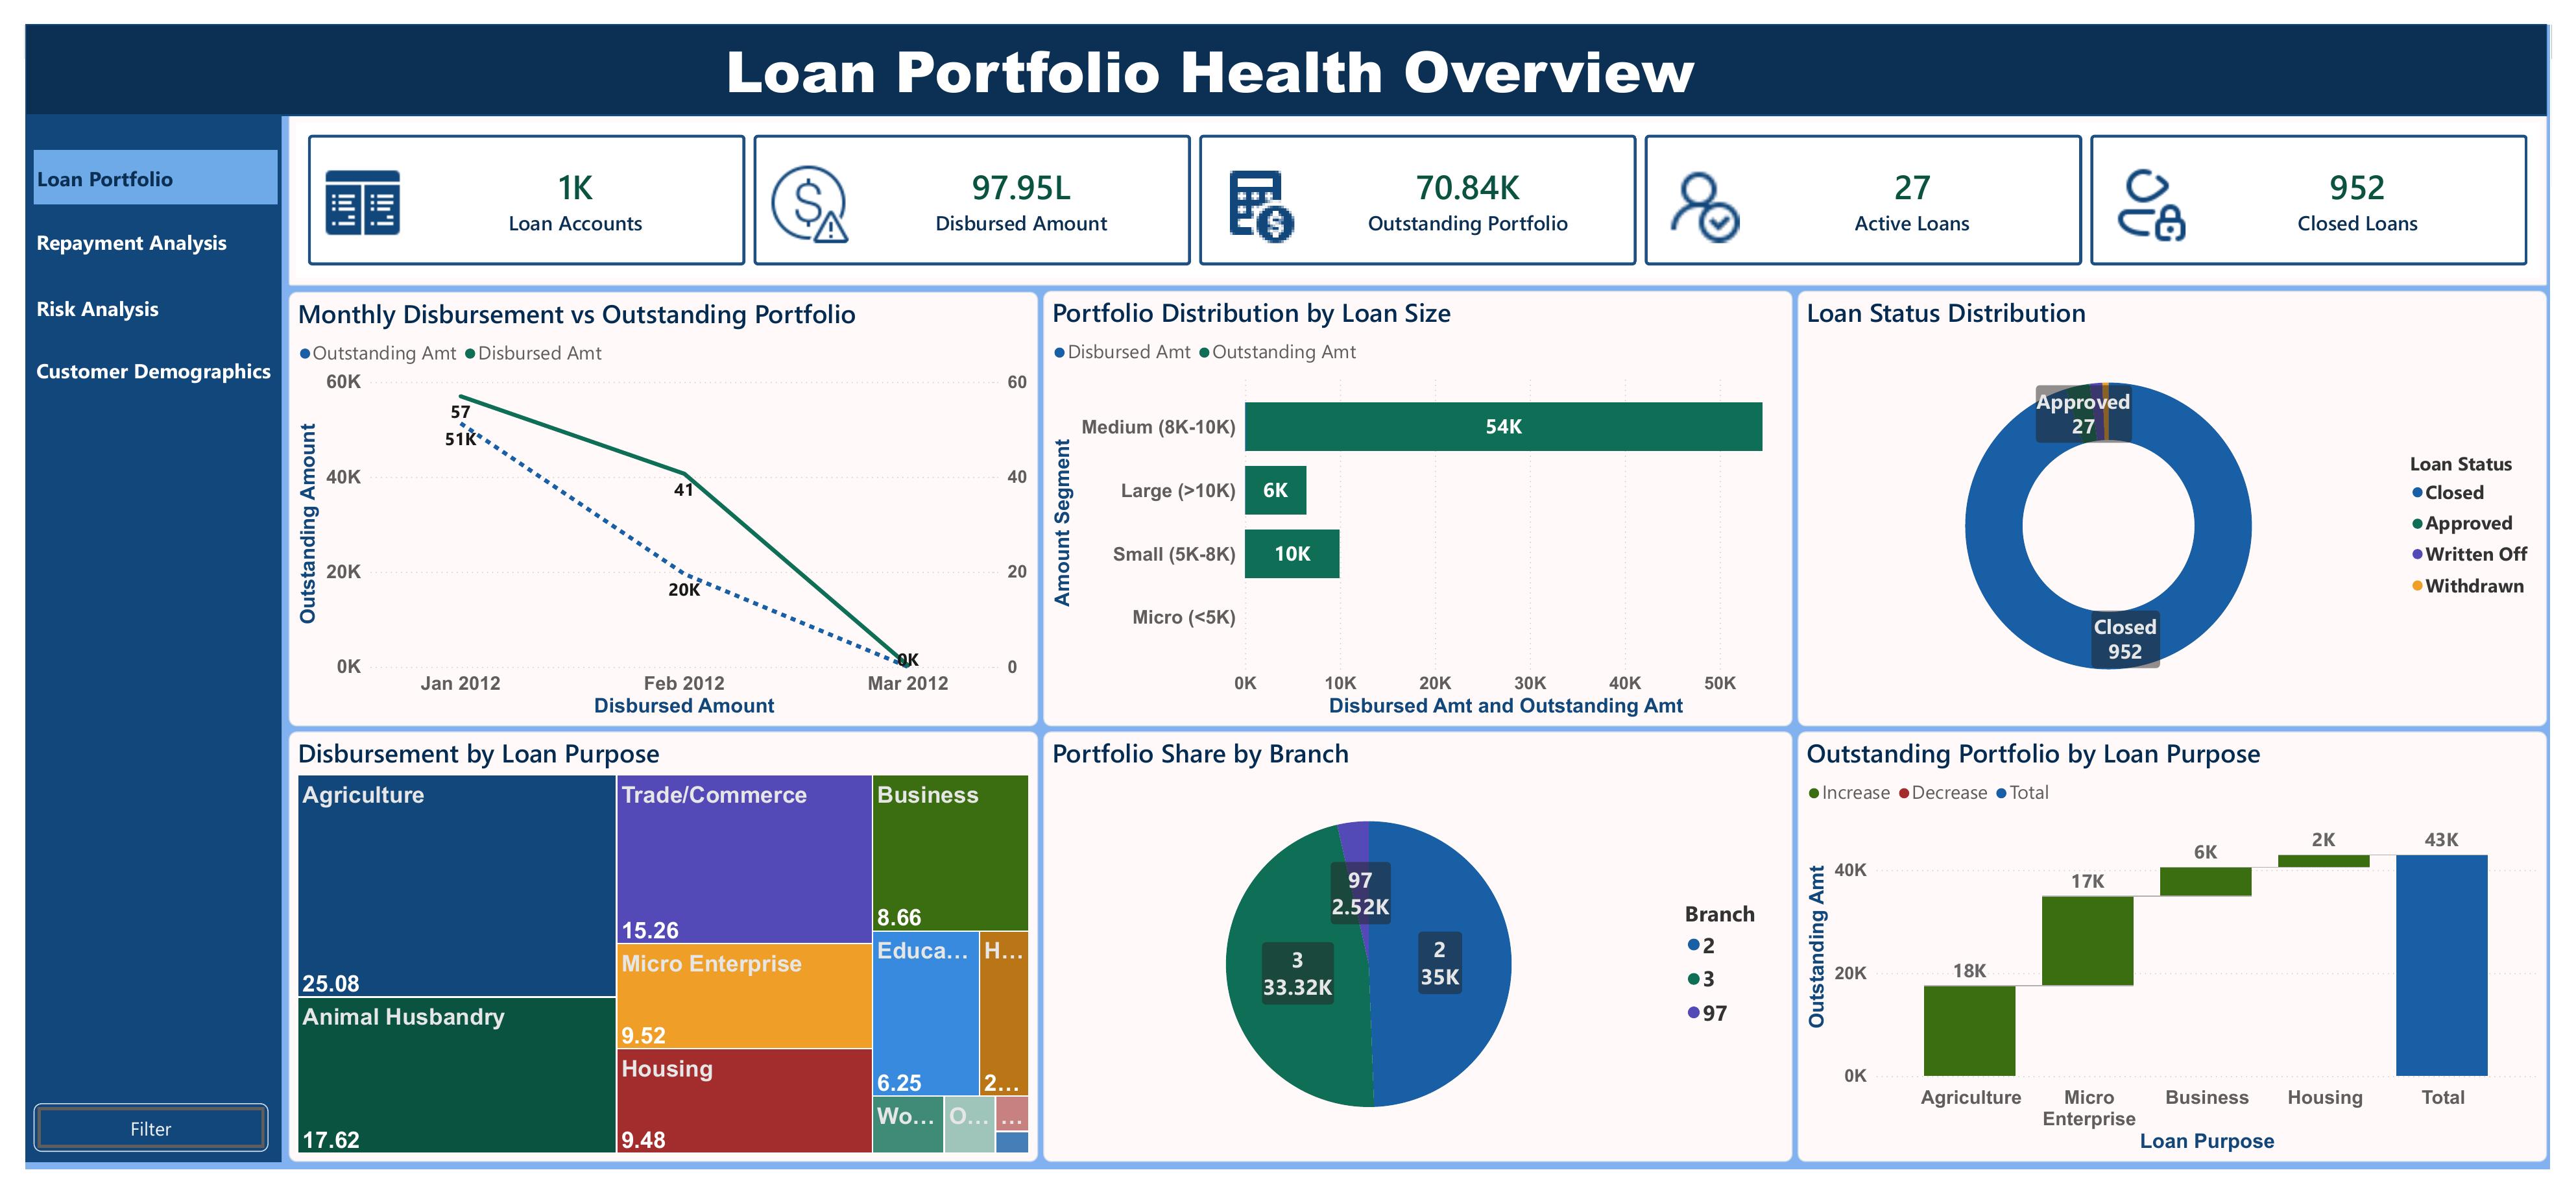 Loan Portfolio Health Overview
Loan Portfolio
Repayment Analysis
Risk Analysis
Customer Demographics
Filter
1K
Loan Accounts
97.95L
Disbursed Amount
70.84K
Outstanding Portfolio
27
Active Loans
952
Closed Loans
Monthly Disbursement vs Outstanding Portfolio
Outstanding Amt Disbursed Amt
Outstanding Amount
60K
40K
20K
0K
57
51K
41
20K
0K
60
40
20
0
Jan 2012 Feb 2012 Mar 2012
Disbursed Amount
Portfolio Distribution by Loan Size
Disbursed Amt Outstanding Amt
Amount Segment
Medium (8K-10K) 54K
Large (>10K) 6K
Small (5K-8K) 10K
Micro (<5K)
0K 10K 20K 30K 40K 50K
Disbursed Amt and Outstanding Amt
Loan Status Distribution
Approved
27
Closed
952
Loan Status
Closed
Approved
Written Off
Withdrawn
Disbursement by Loan Purpose
Agriculture
25.08
Animal Husbandry
17.62
Trade/Commerce
15.26
Micro Enterprise
9.52
Housing
9.48
Business
8.66
Educa...
6.25
H...
2...
Wo...
O...
...
Portfolio Share by Branch
97
2.52K
3
33.32K
2
35K
Branch
2
3
97
Outstanding Portfolio by Loan Purpose
Increase Decrease Total
Outstanding Amt
40K
20K
0K
18K
17K
6K
2K
43K
Agriculture Micro Enterprise Business Housing Total
Loan Purpose